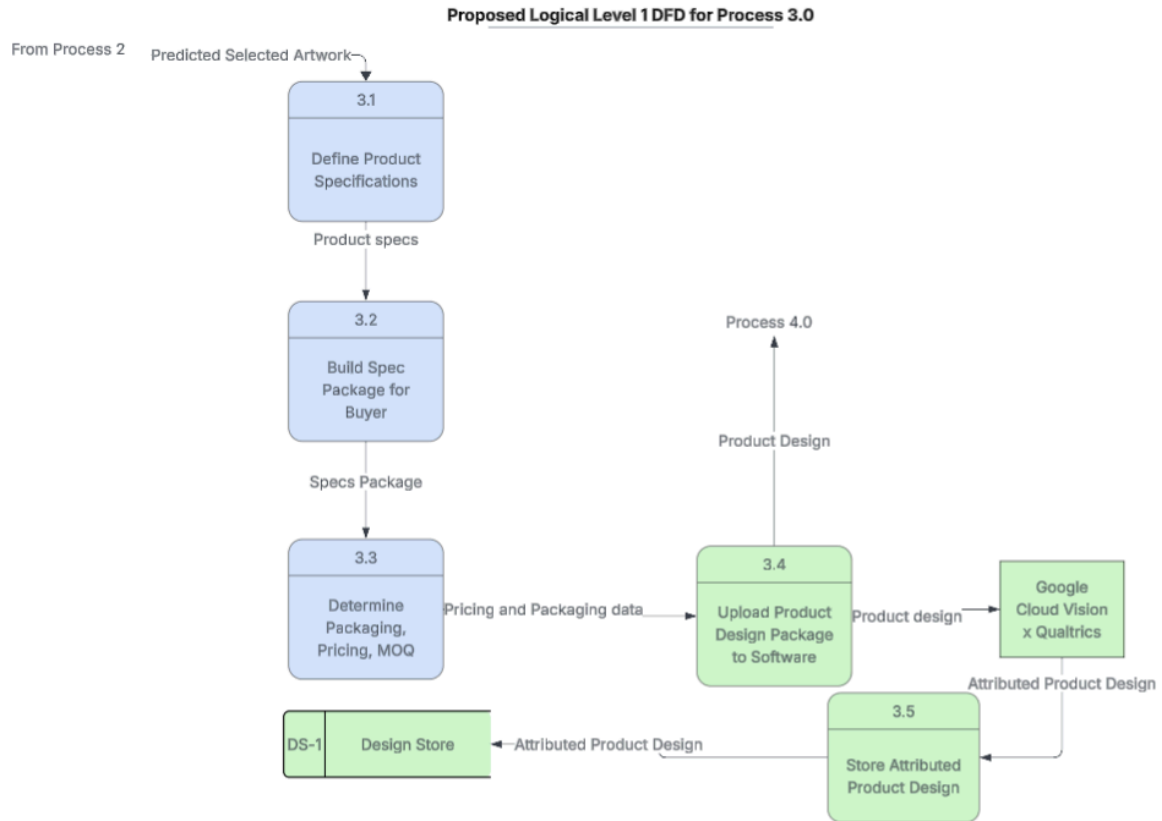 Proposed Logical Level 1 DFD for Process 3.0
From Process 2
Predicted Selected Artwork
3.1
Define Product
Specifications
Product specs
3.2
Build Spec
Package for
Buyer
Specs Package
3.3
Determine
Packaging,
Pricing, MOQ
Pricing and Packaging data
Process 4.0
Product Design
3.4
Upload Product
Design Package
to Software
Product design
Google
Cloud Vision
x Qualtrics
Attributed Product Design
3.5
Store Attributed
Product Design
Attributed Product Design
DS-1
Design Store